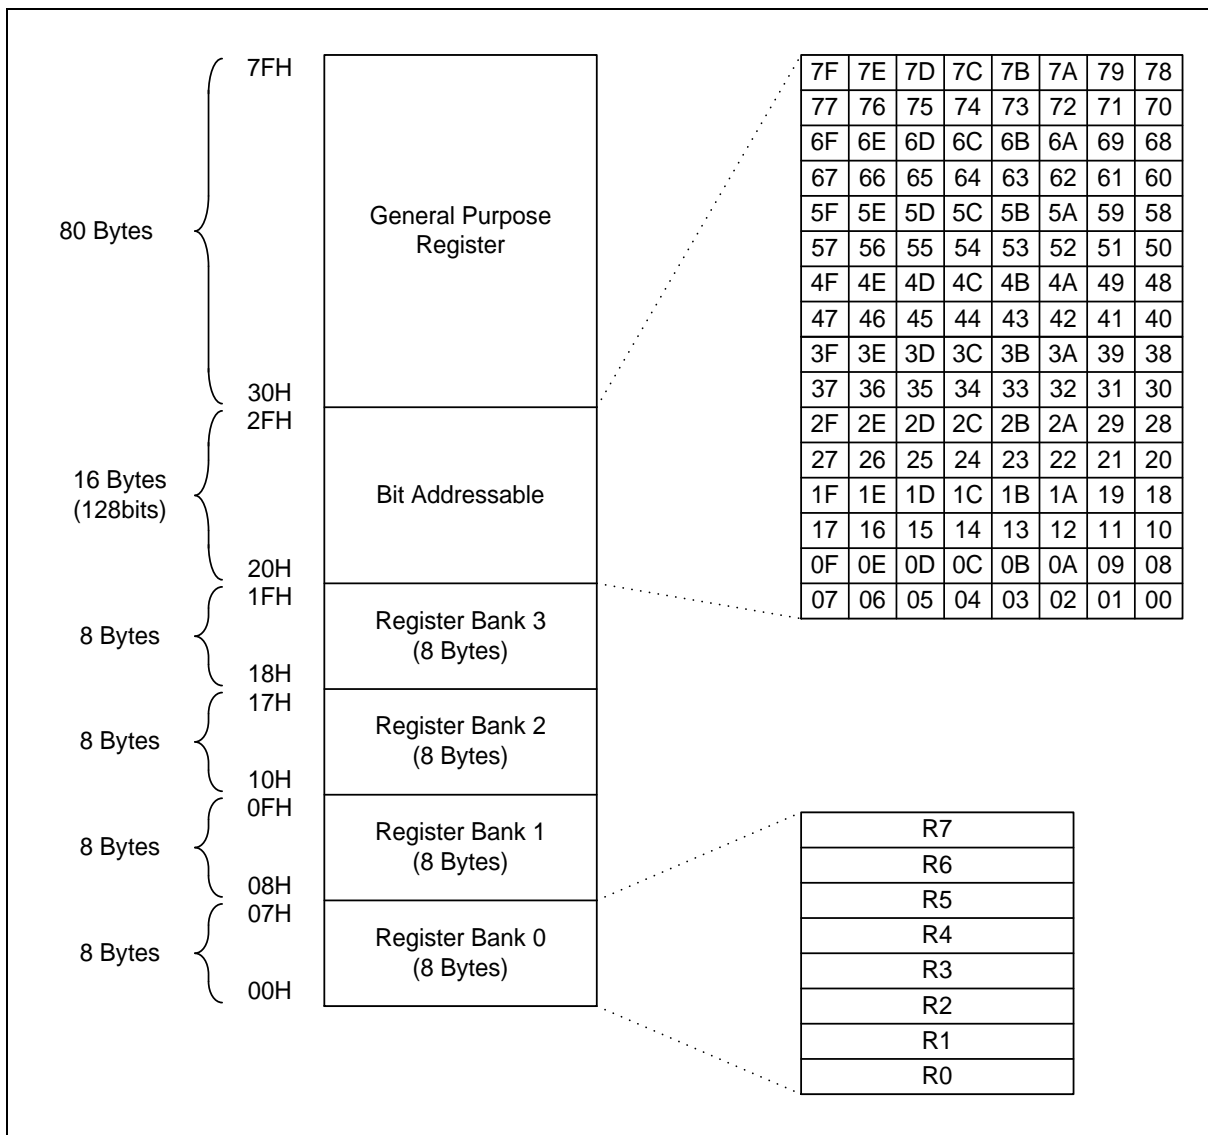 7FH
80 Bytes
General Purpose
Register
30H
2FH
16 Bytes
(128bits)
Bit Addressable
20H
1FH
8 Bytes
Register Bank 3
(8 Bytes)
18H
17H
8 Bytes
Register Bank 2
(8 Bytes)
10H
0FH
8 Bytes
Register Bank 1
(8 Bytes)
08H
07H
8 Bytes
Register Bank 0
(8 Bytes)
00H
7F 7E 7D 7C 7B 7A 79 78
77 76 75 74 73 72 71 70
6F 6E 6D 6C 6B 6A 69 68
67 66 65 64 63 62 61 60
5F 5E 5D 5C 5B 5A 59 58
57 56 55 54 53 52 51 50
4F 4E 4D 4C 4B 4A 49 48
47 46 45 44 43 42 41 40
3F 3E 3D 3C 3B 3A 39 38
37 36 35 34 33 32 31 30
2F 2E 2D 2C 2B 2A 29 28
27 26 25 24 23 22 21 20
1F 1E 1D 1C 1B 1A 19 18
17 16 15 14 13 12 11 10
0F 0E 0D 0C 0B 0A 09 08
07 06 05 04 03 02 01 00
R7
R6
R5
R4
R3
R2
R1
R0